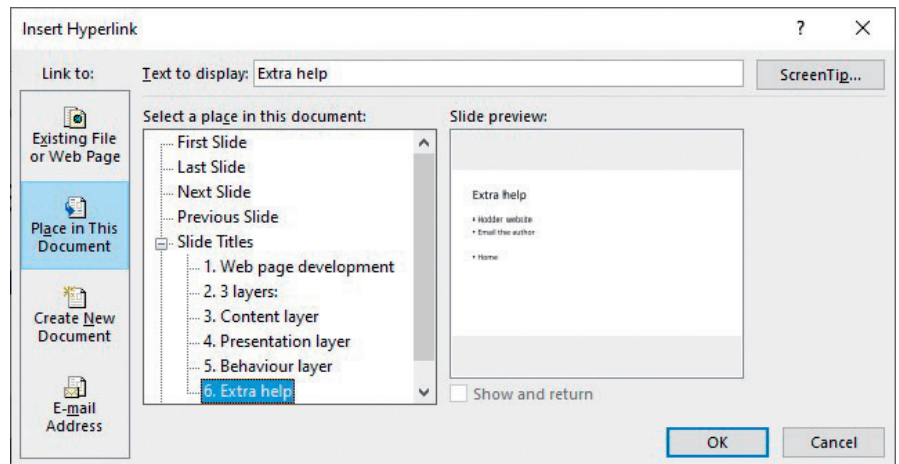 Insert Hyperlink
? X
Link to:
Text to display: Extra help
ScreenTip...
Existing File
or Web Page
Place in This
Document
Create New
Document
E-mail
Address
Select a place in this document:
First Slide
Last Slide
Next Slide
Previous Slide
Slide Titles
1. Web page development
2. 3 layers:
3. Content layer
4. Presentation layer
5. Behaviour layer
6. Extra help
Slide preview:
Extra help
• Hodder website
• Email the author
• Home
Show and return
OK
Cancel